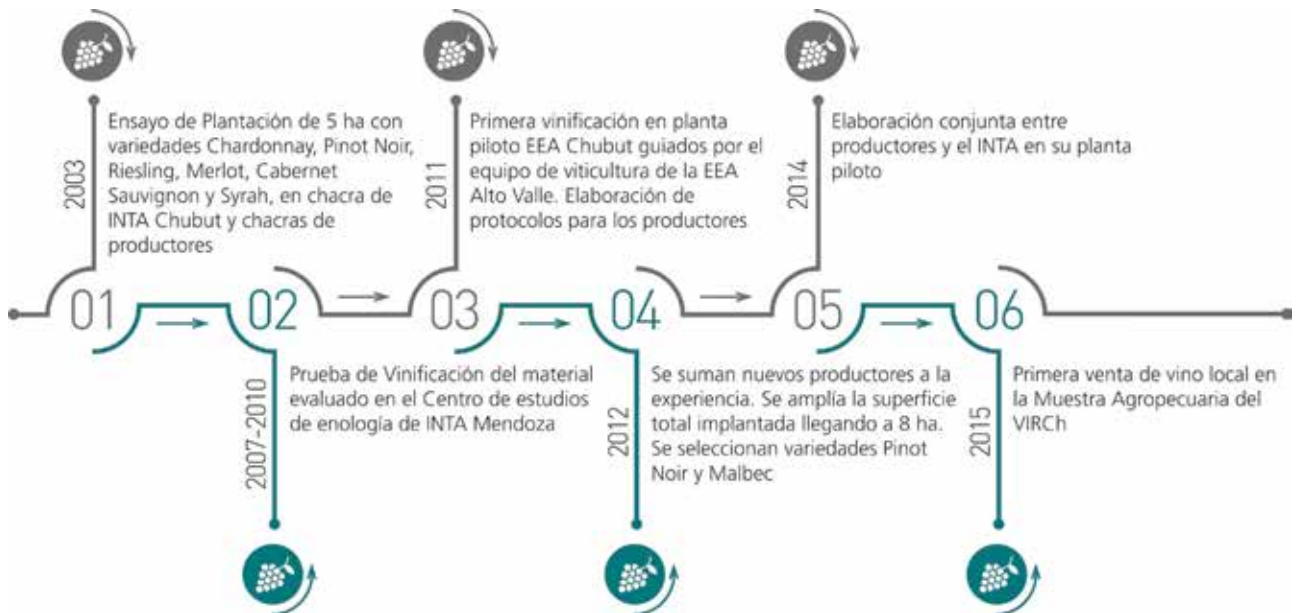 2003
Ensayo de Plantación de 5 ha con
variedades Chardonnay, Pinot Noir,
Riesling, Merlot, Cabernet
Sauvignon y Syrah, en chacra de
INTA Chubut y chacras de
productores
01
02
2007-2010
Prueba de Vinificación del material
evaluado en el Centro de estudios
de enología de INTA Mendoza
2011
Primera vinificación en planta
piloto EEA Chubut guiados por el
equipo de viticultura de la EEA
Alto Valle. Elaboración de
protocolos para los productores
03
04
2012
Se suman nuevos productores a la
experiencia. Se amplía la superficie
total implantada llegando a 8 ha.
Se seleccionan variedades Pinot
Noir y Malbec
2014
Elaboración conjunta entre
productores y el INTA en su planta
piloto
05
06
2015
Primera venta de vino local en
la Muestra Agropecuaria del
VIRCh